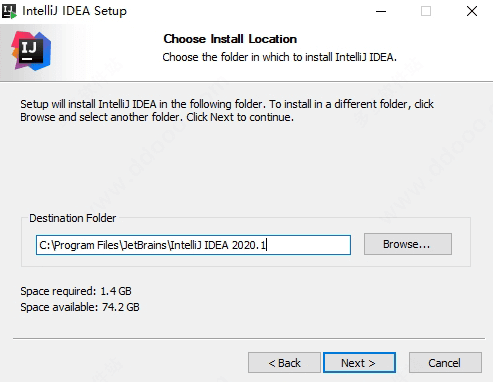 IntelliJ IDEA Setup
IJ
Choose Install Location
Choose the folder in which to install IntelliJ IDEA.
Setup will install IntelliJ IDEA in the following folder. To install in a different folder, click
Browse and select another folder. Click Next to continue.
Destination Folder
C:\Program Files\JetBrains\IntelliJ IDEA 2020.1
Browse...
Space required: 1.4 GB
Space available: 74.2 GB
< Back
Next >
Cancel